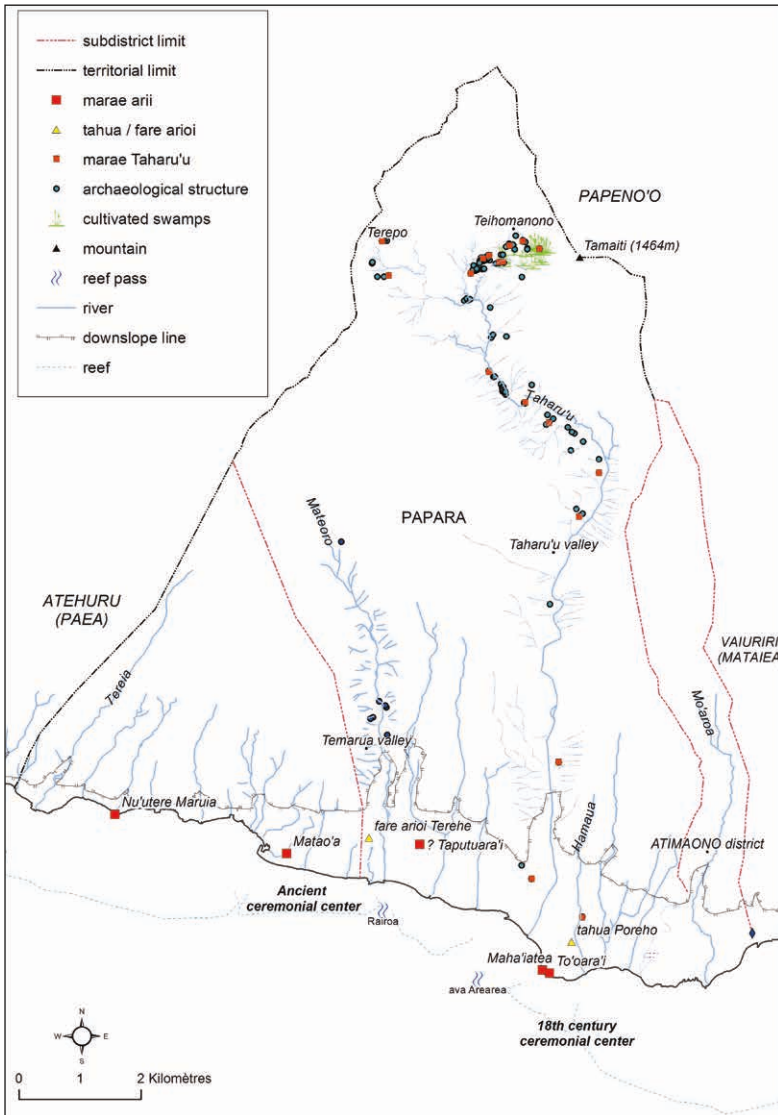 subdistrict limit
territorial limit
marae arii
tahua / fare arioi
marae Taharu'u
archaeological structure
cultivated swamps
mountain
reef pass
river
downslope line
reef
PAPENO'O
Terepo
Teihomanono
Tamaiti (1464m)
Taharu'u
Mateoro
PAPARA
Taharu'u valley
ATEHURU
(PAEA)
Tereia
VAIURIRI
(MATAIEA
Mo'aroa
Temarua valley
Nu'utere Maruia
fare arioi Terehe
Hamaua
Matao'a
? Taputuara'i
ATIMAONO district
Ancient
ceremonial center
Rairoa
tahua Poreho
Maha'iatea
To'oara'i
ava Arearea
18th century
ceremonial center
N
W
E
S
0 1 2 Kilomètres